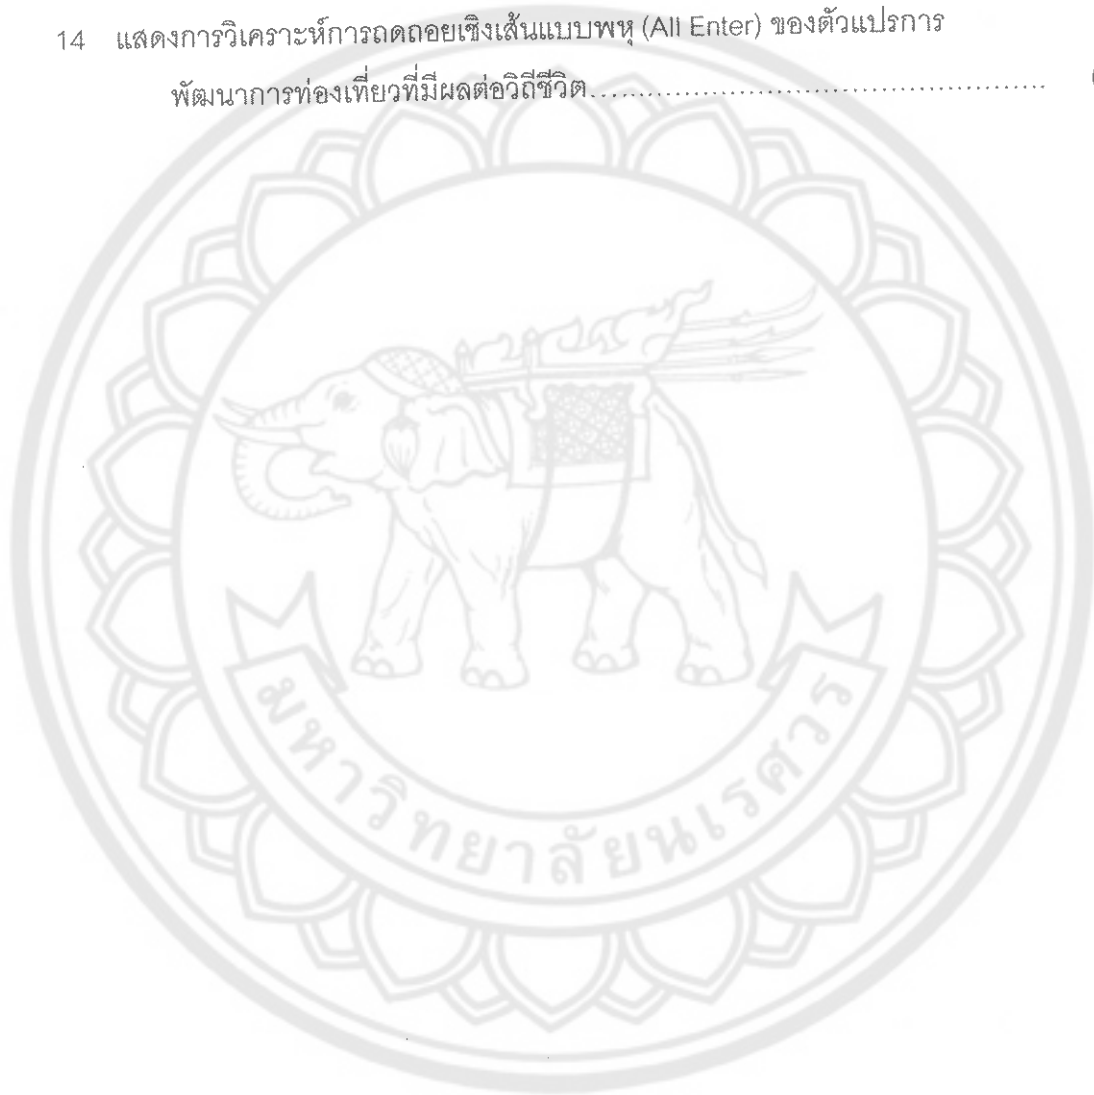 14 แสดงการวิเคราะห์การถดถอยเชิงเส้นแบบพหุ (All Enter) ของตัวแปรการ
พัฒนาการท่องเที่ยวที่มีผลต่อวิถีชีวิต................................................
มหาวิทยาลัยนเรศวร